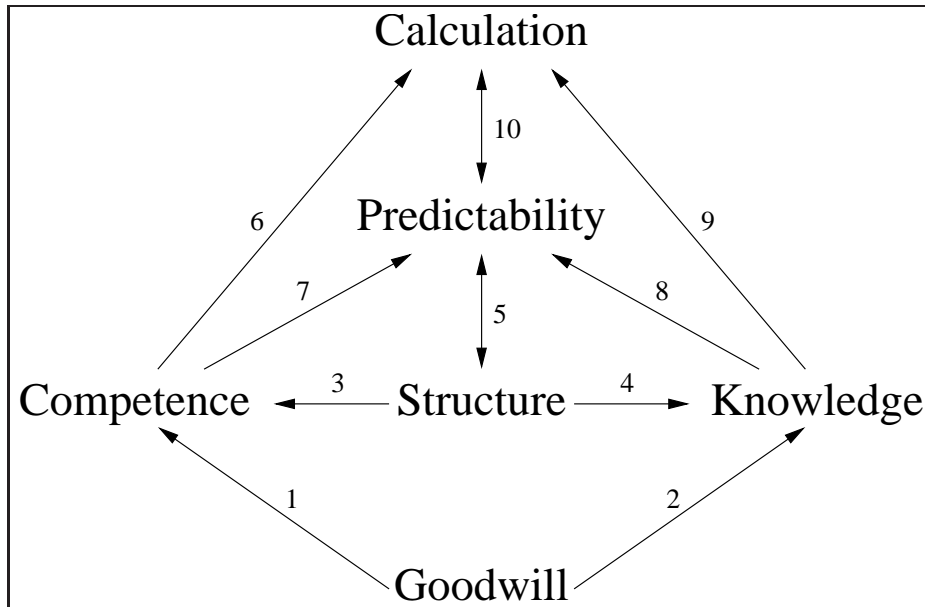 Calculation
10
Predictability
6
9
7
8
5
Competence
3
Structure
4
Knowledge
1
2
Goodwill